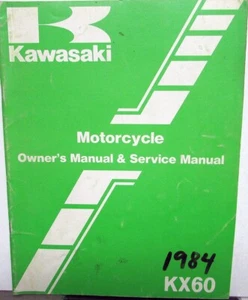 Kawasaki
Motorcycle
Owner's Manual & Service Manual
1984
KX60